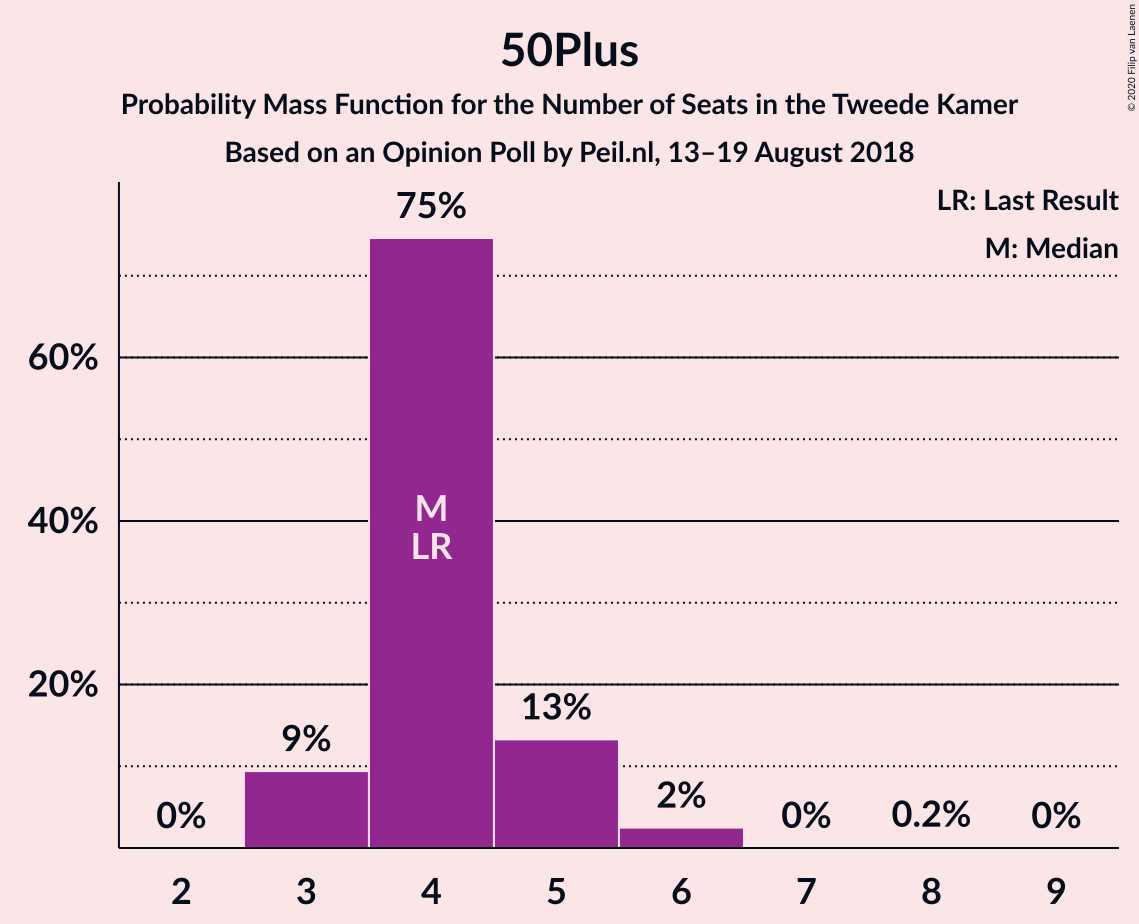 50Plus
Probability Mass Function for the Number of Seats in the Tweede Kamer
Based on an Opinion Poll by Peil.nl, 13–19 August 2018
© 2020 Filip van Laenen
LR: Last Result
M: Median
75%
60%
40%
20%
M
LR
0%
9%
13%
2%
0%
0.2%
0%
2
3
4
5
6
7
8
9